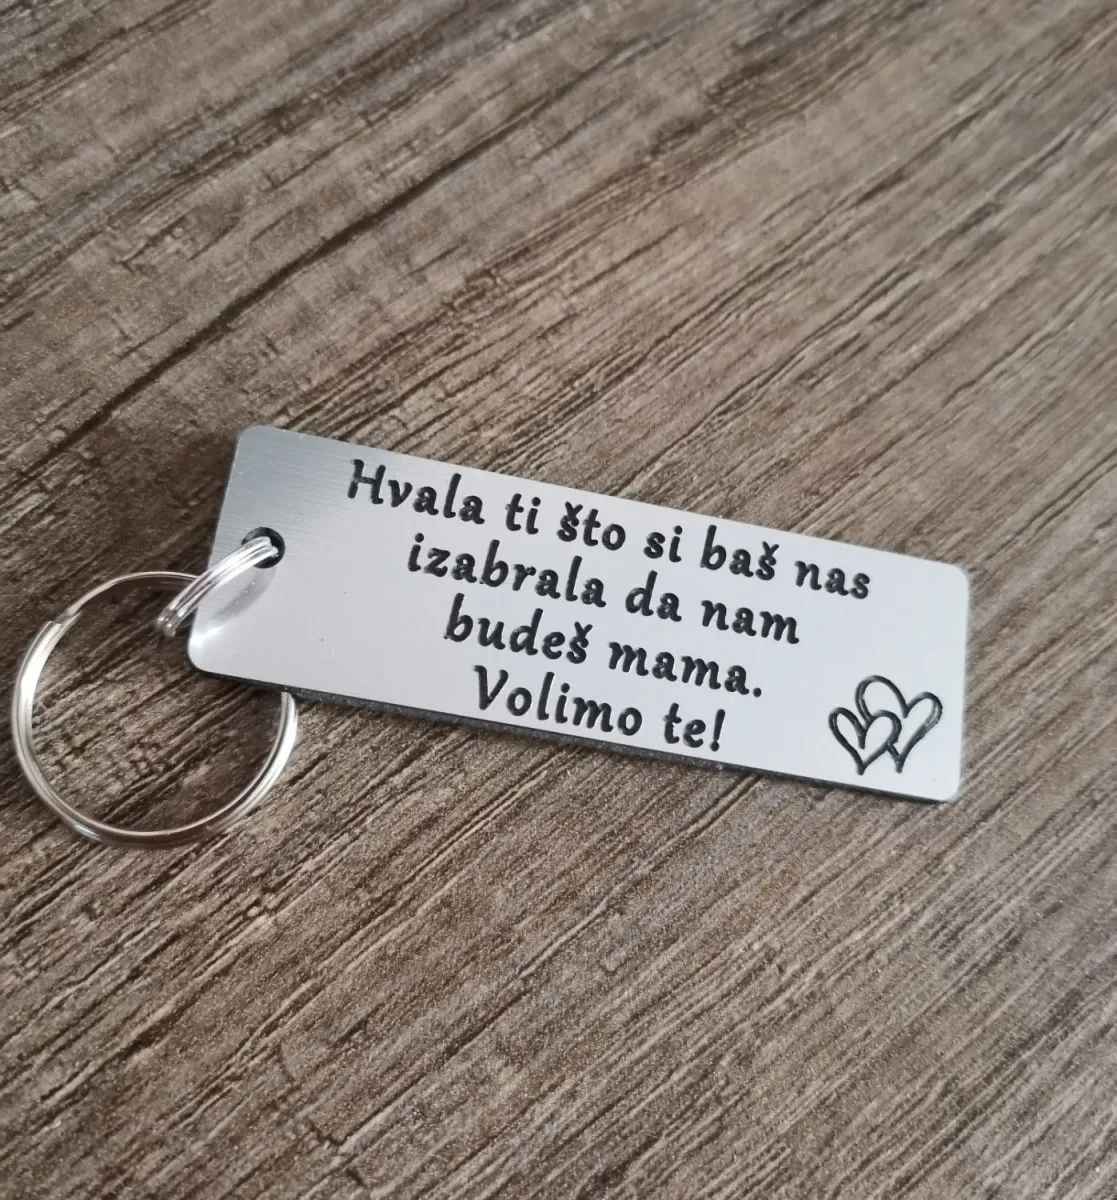 Hvala ti što si baš nas
izabrala da nam
budeš mama.
Volimo te!